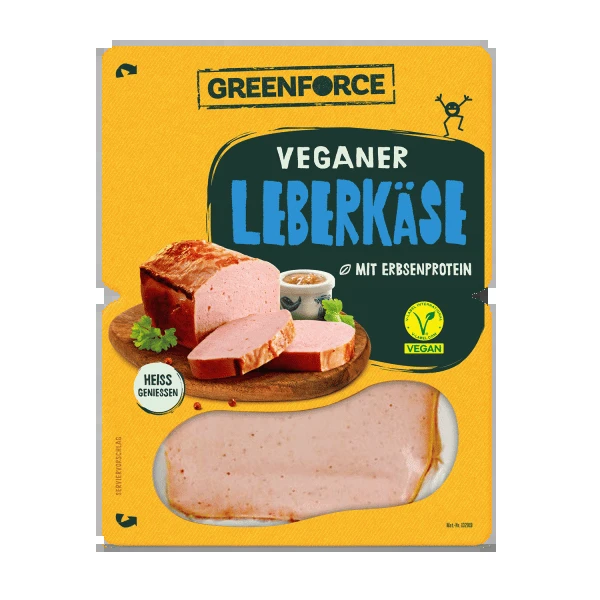 GREENFORCE
VEGANER
LEBERKÄSE
MIT ERBSENPROTEIN
V
VEGAN
HEISS
GENIESSEN
SERVIERVORSCHLAG